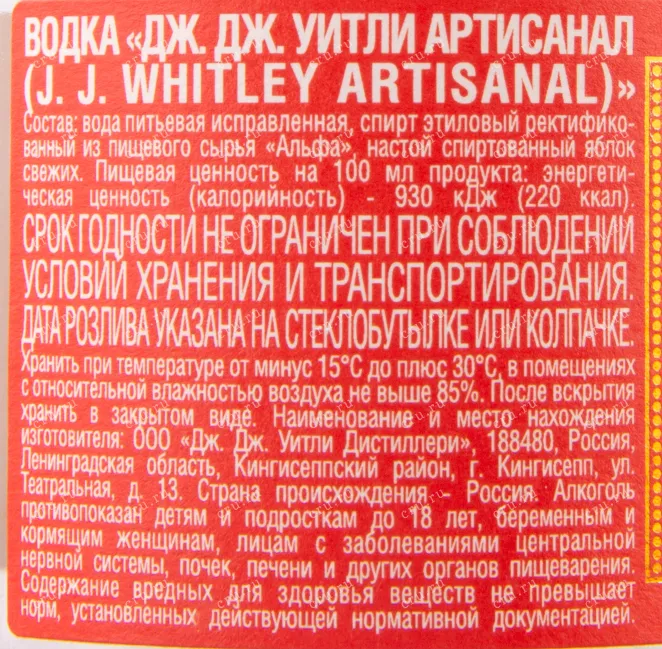 ВОДКА «ДЖ. ДЖ. УИТЛИ АРТИСАНАЛ
(J. J. WHITLEY ARTISANAL)»
Состав: вода питьевая исправленная, спирт этиловый ректифико-
ванный из пищевого сырья «Альфа», настой спиртованный яблок
свежих. Пищевая ценность на 100 мл продукта: энергети-
ческая ценность (калорийность) - 930 кДж (220 ккал).
СРОК ГОДНОСТИ НЕ ОГРАНИЧЕН ПРИ СОБЛЮДЕНИИ
УСЛОВИЙ ХРАНЕНИЯ И ТРАНСПОРТИРОВАНИЯ.
ДАТА РОЗЛИВА УКАЗАНА НА СТЕКЛОБУТЫЛКЕ ИЛИ КОЛПАЧКЕ.
Хранить при температуре от минус 15°С до плюс 30°С, в помещениях
с относительной влажностью воздуха не выше 85%. После вскрытия
хранить в закрытом виде. Наименование и место нахождения
изготовителя: ООО «Дж. Дж. Уитли Дистиллери», 188480, Россия,
Ленинградская область, Кингисеппский район, г. Кингисепп, ул.
Театральная, д. 13. Страна происхождения - Россия. Алкоголь
противопоказан детям и подросткам до 18 лет, беременным и
кормящим женщинам, лицам с заболеваниями центральной
нервной системы, почек, печени и других органов пищеварения.
Содержание вредных для здоровья веществ не превышает
норм, установленных действующей нормативной документацией.